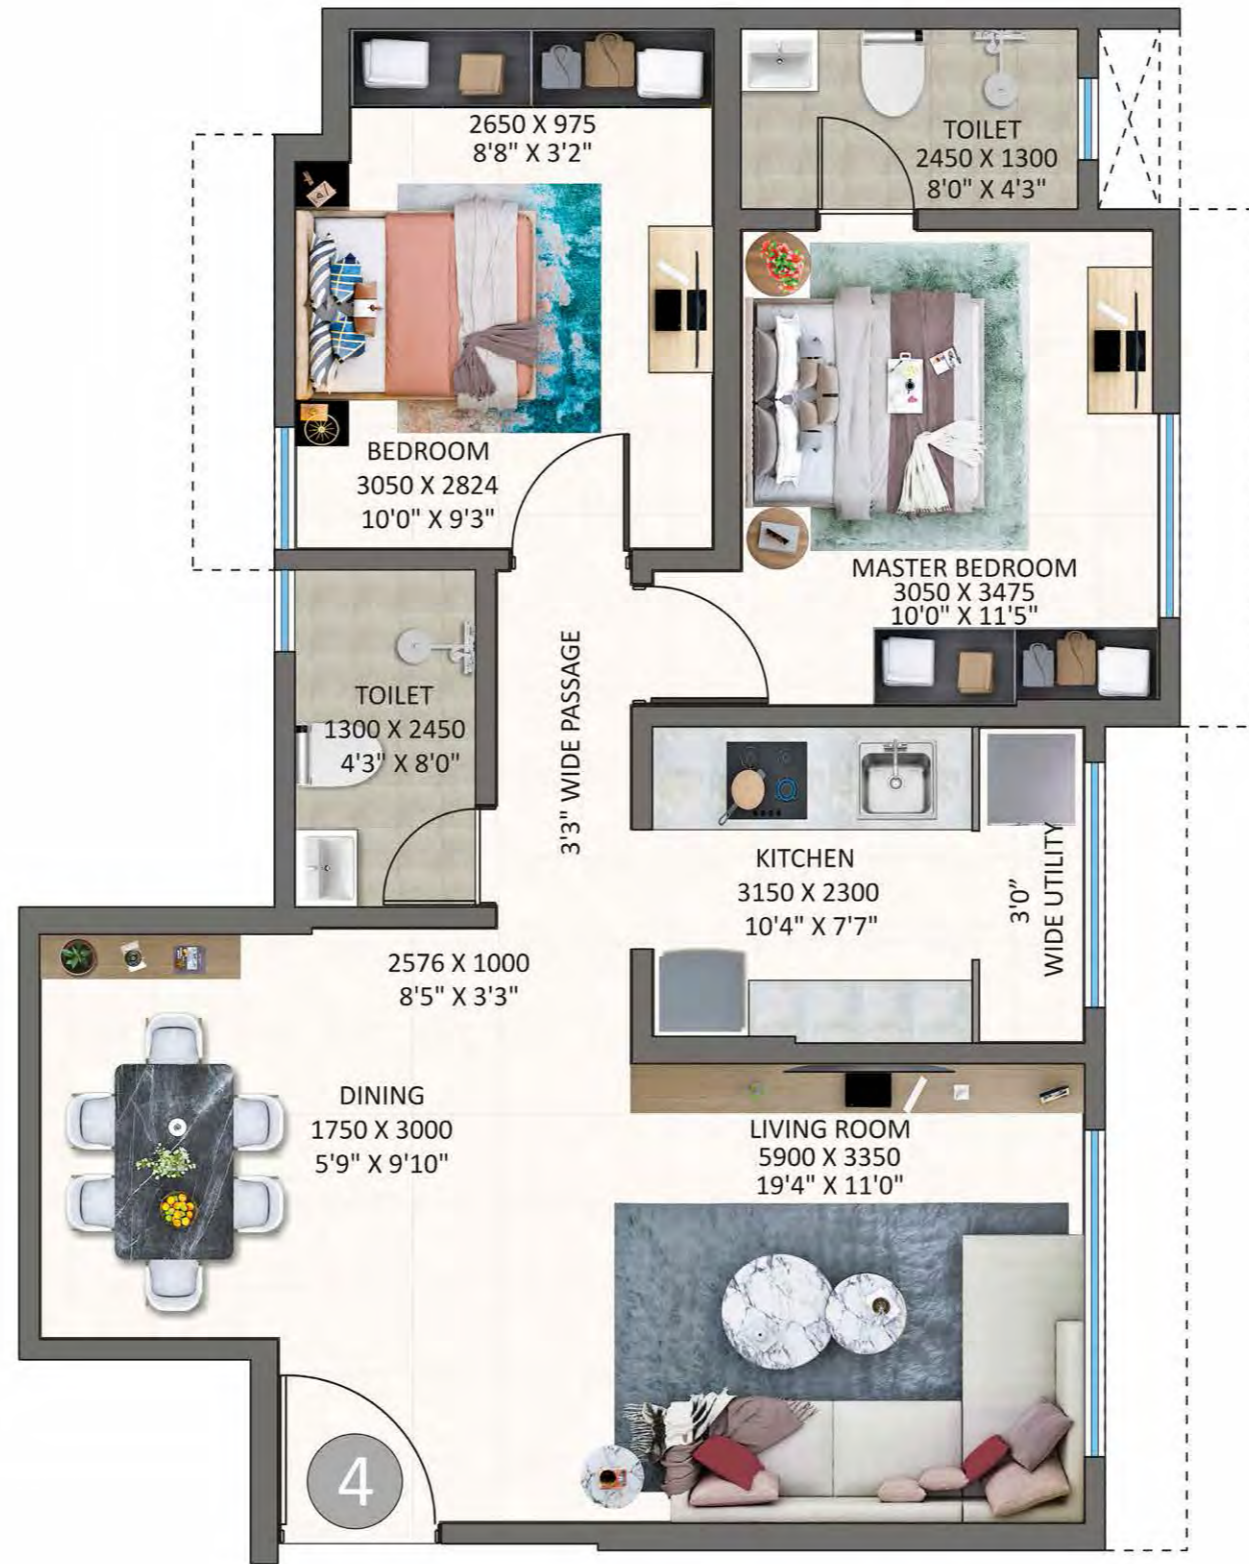 2650 X 975
8'8" X 3'2"
TOILET
2450 X 1300
8'0" X 4'3"
BEDROOM
3050 X 2824
10'0" X 9'3"
MASTER BEDROOM
3050 X 3475
10'0" X 11'5"
TOILET
1300 X 2450
4'3" X 8'0"
3'3" WIDE PASSAGE
KITCHEN
3150 X 2300
10'4" X 7'7"
3'0”
WIDE UTILITY
2576 X 1000
8'5" X 3'3"
DINING
1750 X 3000
5'9" X 9'10"
LIVING ROOM
5900 X 3350
19'4" X 11'0"
4